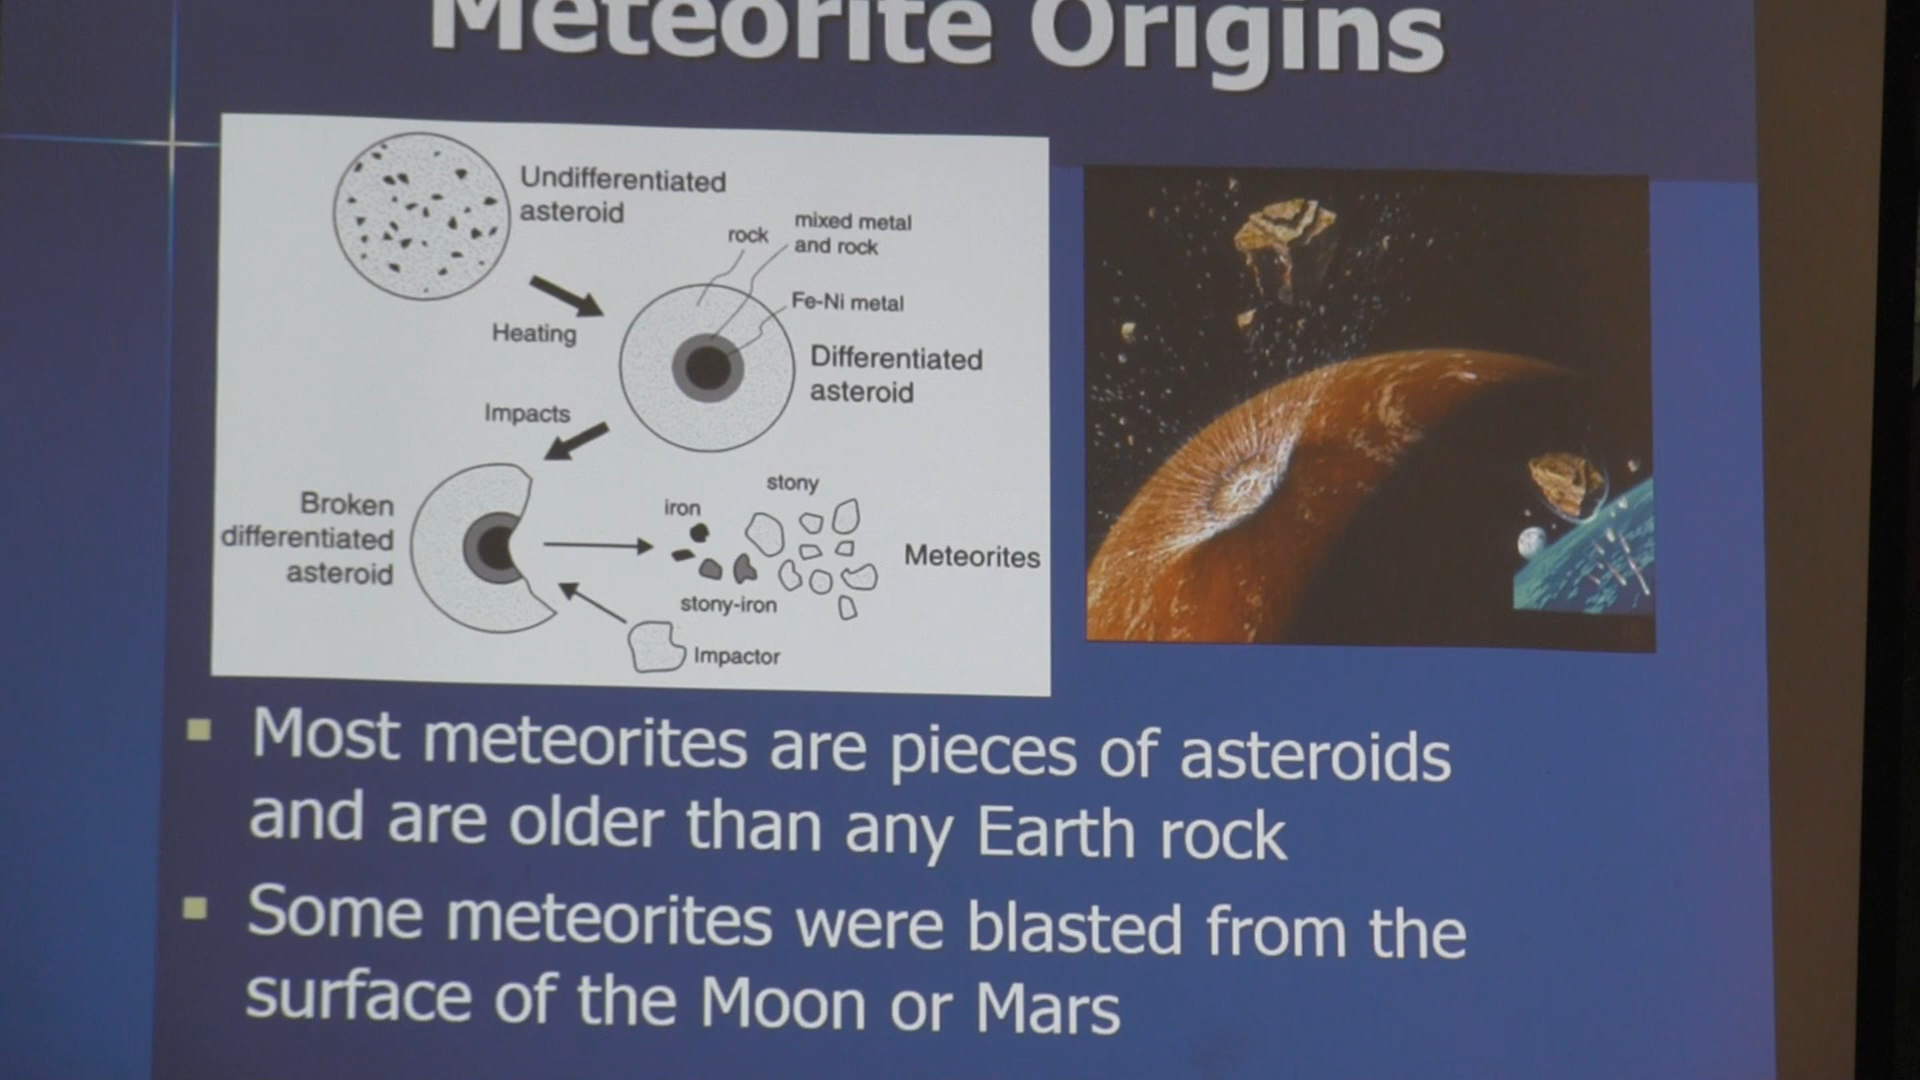 Meteorite Origins
Undifferentiated
asteroid
rock
mixed metal
and rock
Fe-Ni metal
Heating
Differentiated
asteroid
Impacts
Broken
differentiated
asteroid
iron
stony
Meteorites
stony-iron
Impactor
Most meteorites are pieces of asteroids
and are older than any Earth rock
Some meteorites were blasted from the
surface of the Moon or Mars